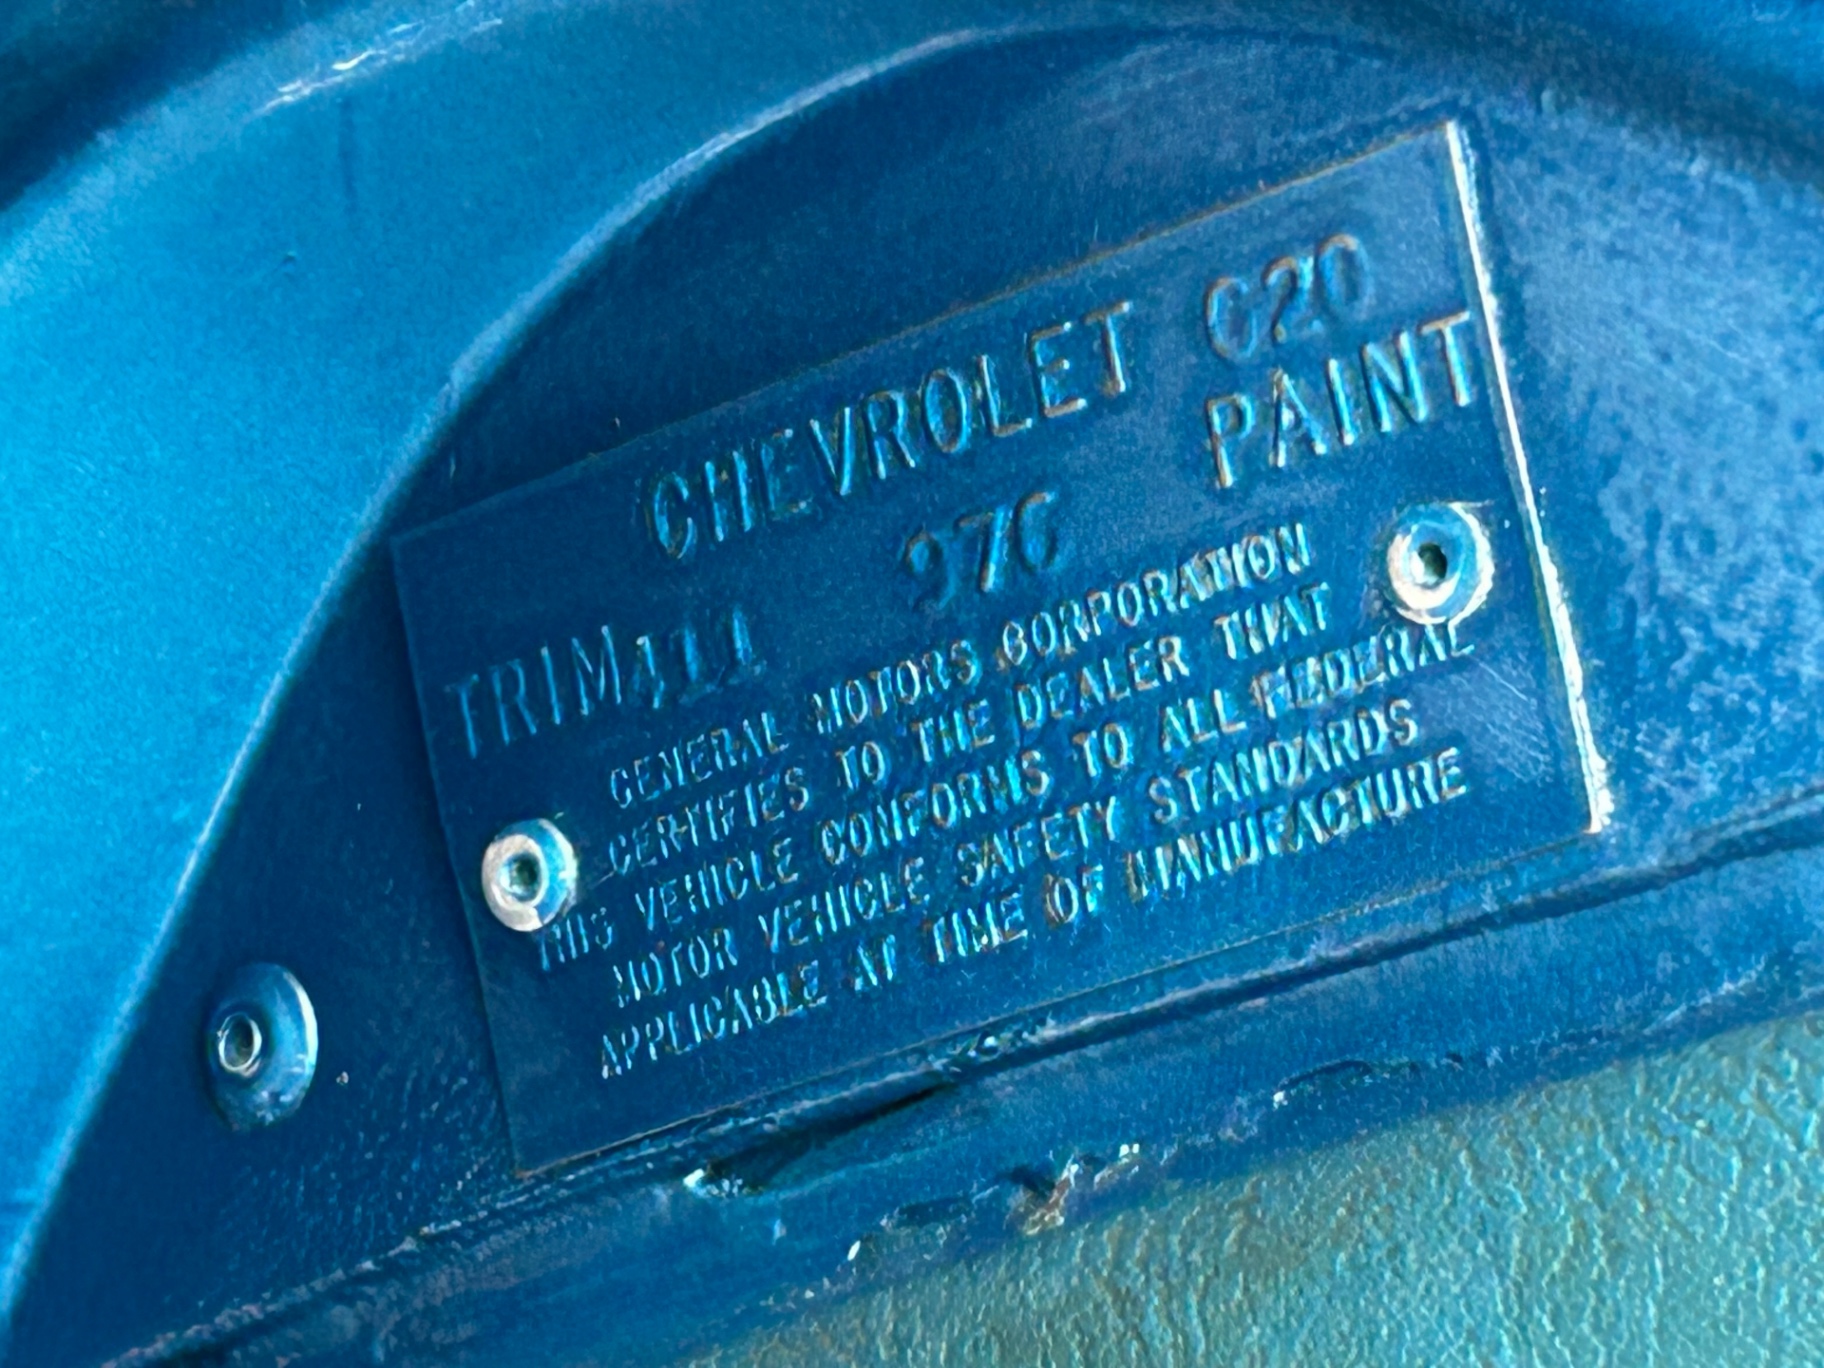 CHEVROLET C20
TRIM 411 976 PAINT
GENERAL MOTORS CORPORATION
CERTIFIES TO THE DEALER THAT
THIS VEHICLE CONFORMS TO ALL FEDERAL
MOTOR VEHICLE SAFETY STANDARDS
APPLICABLE AT TIME OF MANUFACTURE